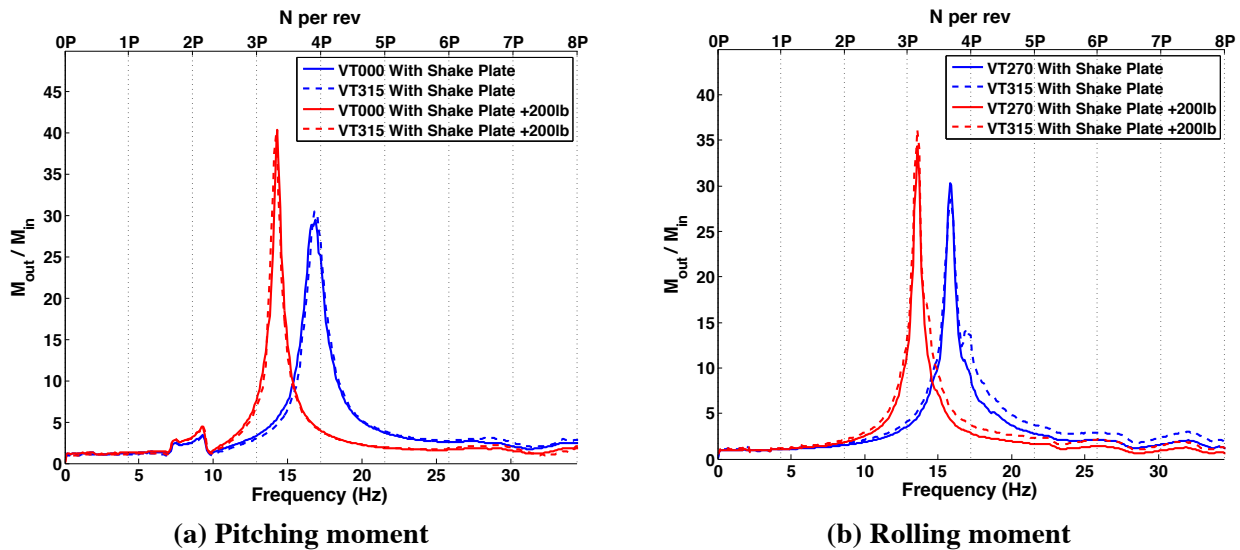 N per rev
0P 1P 2P 3P 4P 5P 6P 7P 8P
VT000 With Shake Plate
VT315 With Shake Plate
VT000 With Shake Plate +200lb
VT315 With Shake Plate +200lb
45
40
35
30
25
20
15
10
5
0
M_out / M_in
0 5 10 15 20 25 30
Frequency (Hz)
(a) Pitching moment
N per rev
0P 1P 2P 3P 4P 5P 6P 7P 8P
VT270 With Shake Plate
VT315 With Shake Plate
VT270 With Shake Plate +200lb
VT315 With Shake Plate +200lb
40
35
30
25
20
15
10
5
0
M_out / M_in
0 5 10 15 20 25 30
Frequency (Hz)
(b) Rolling moment